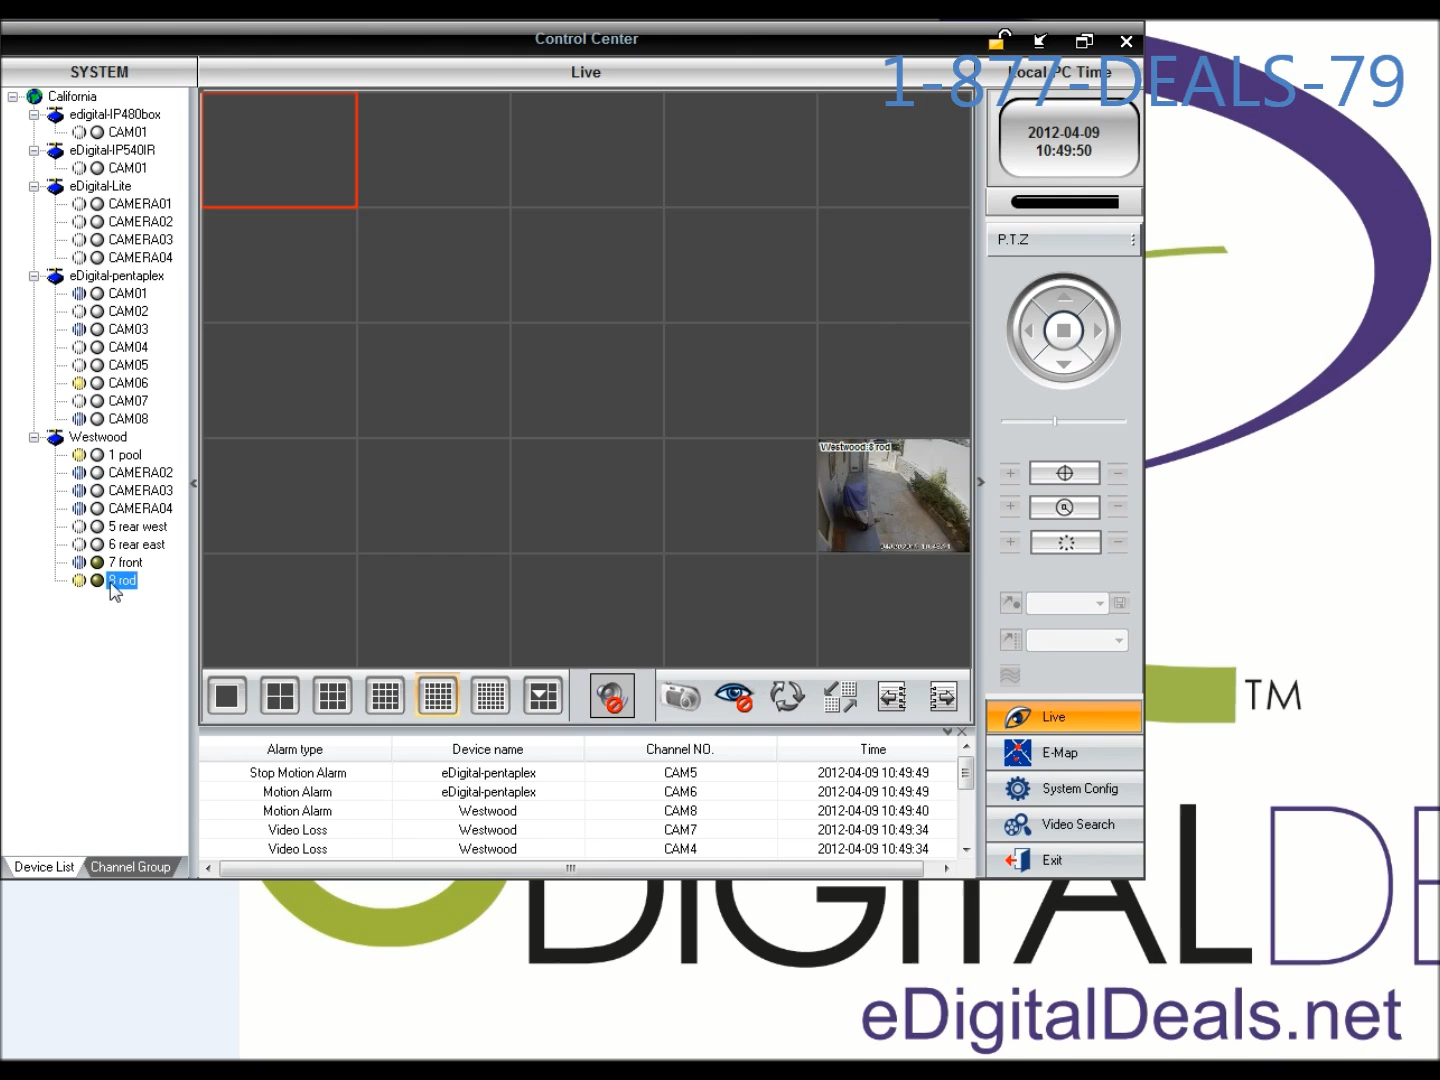 Control Center
1-877-DEALS-79
SYSTEM
Live
Local PC Time
California
edigital-IP480box
CAM01
eDigital-IP540IR
CAM01
eDigital-Lite
CAMERA01
CAMERA02
CAMERA03
CAMERA04
eDigital-pentaplex
CAM01
CAM02
CAM03
CAM04
CAM05
CAM06
CAM07
CAM08
Westwood
1 pool
CAMERA02
CAMERA03
CAMERA04
5 rear west
6 rear east
7 front
8 rod
Device List
Channel Group
Westwood:8 rod
2012-04-09
10:49:50
P.T.Z
Live
E-Map
System Config
Video Search
Exit
Alarm type Device name Channel NO. Time
Stop Motion Alarm eDigital-pentaplex CAM5 2012-04-09 10:49:49
Motion Alarm eDigital-pentaplex CAM6 2012-04-09 10:49:49
Motion Alarm Westwood CAM8 2012-04-09 10:49:40
Video Loss Westwood CAM7 2012-04-09 10:49:34
Video Loss Westwood CAM4 2012-04-09 10:49:34
TM
DIGITALDE
eDigitalDeals.net